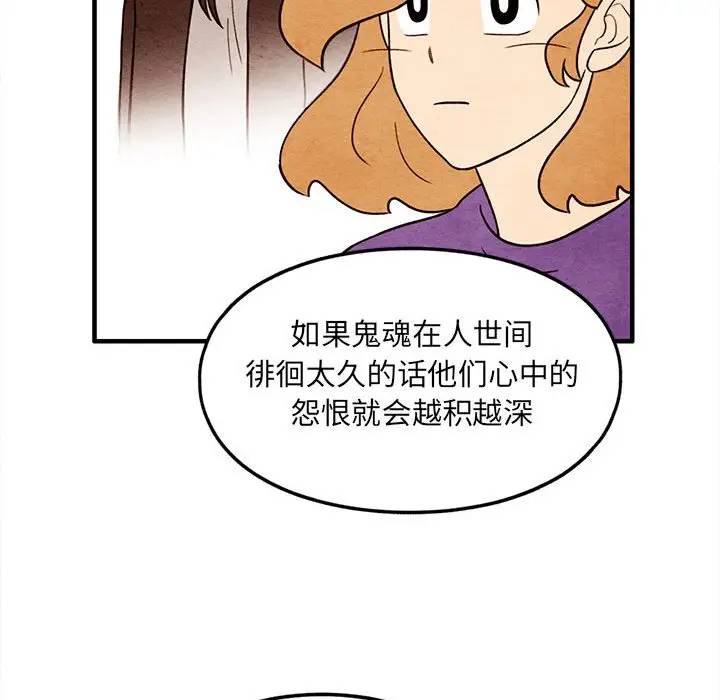 如果鬼魂在人世间
徘徊太久的话他们心中的
怨恨就会越积越深